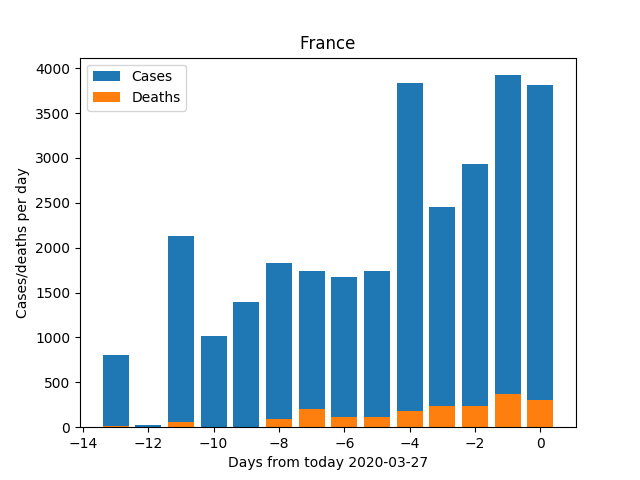 France
Cases
Deaths
Cases/deaths per day
4000
3500
3000
2500
2000
1500
1000
500
0
−14 −12 −10 −8 −6 −4 −2 0
Days from today 2020-03-27